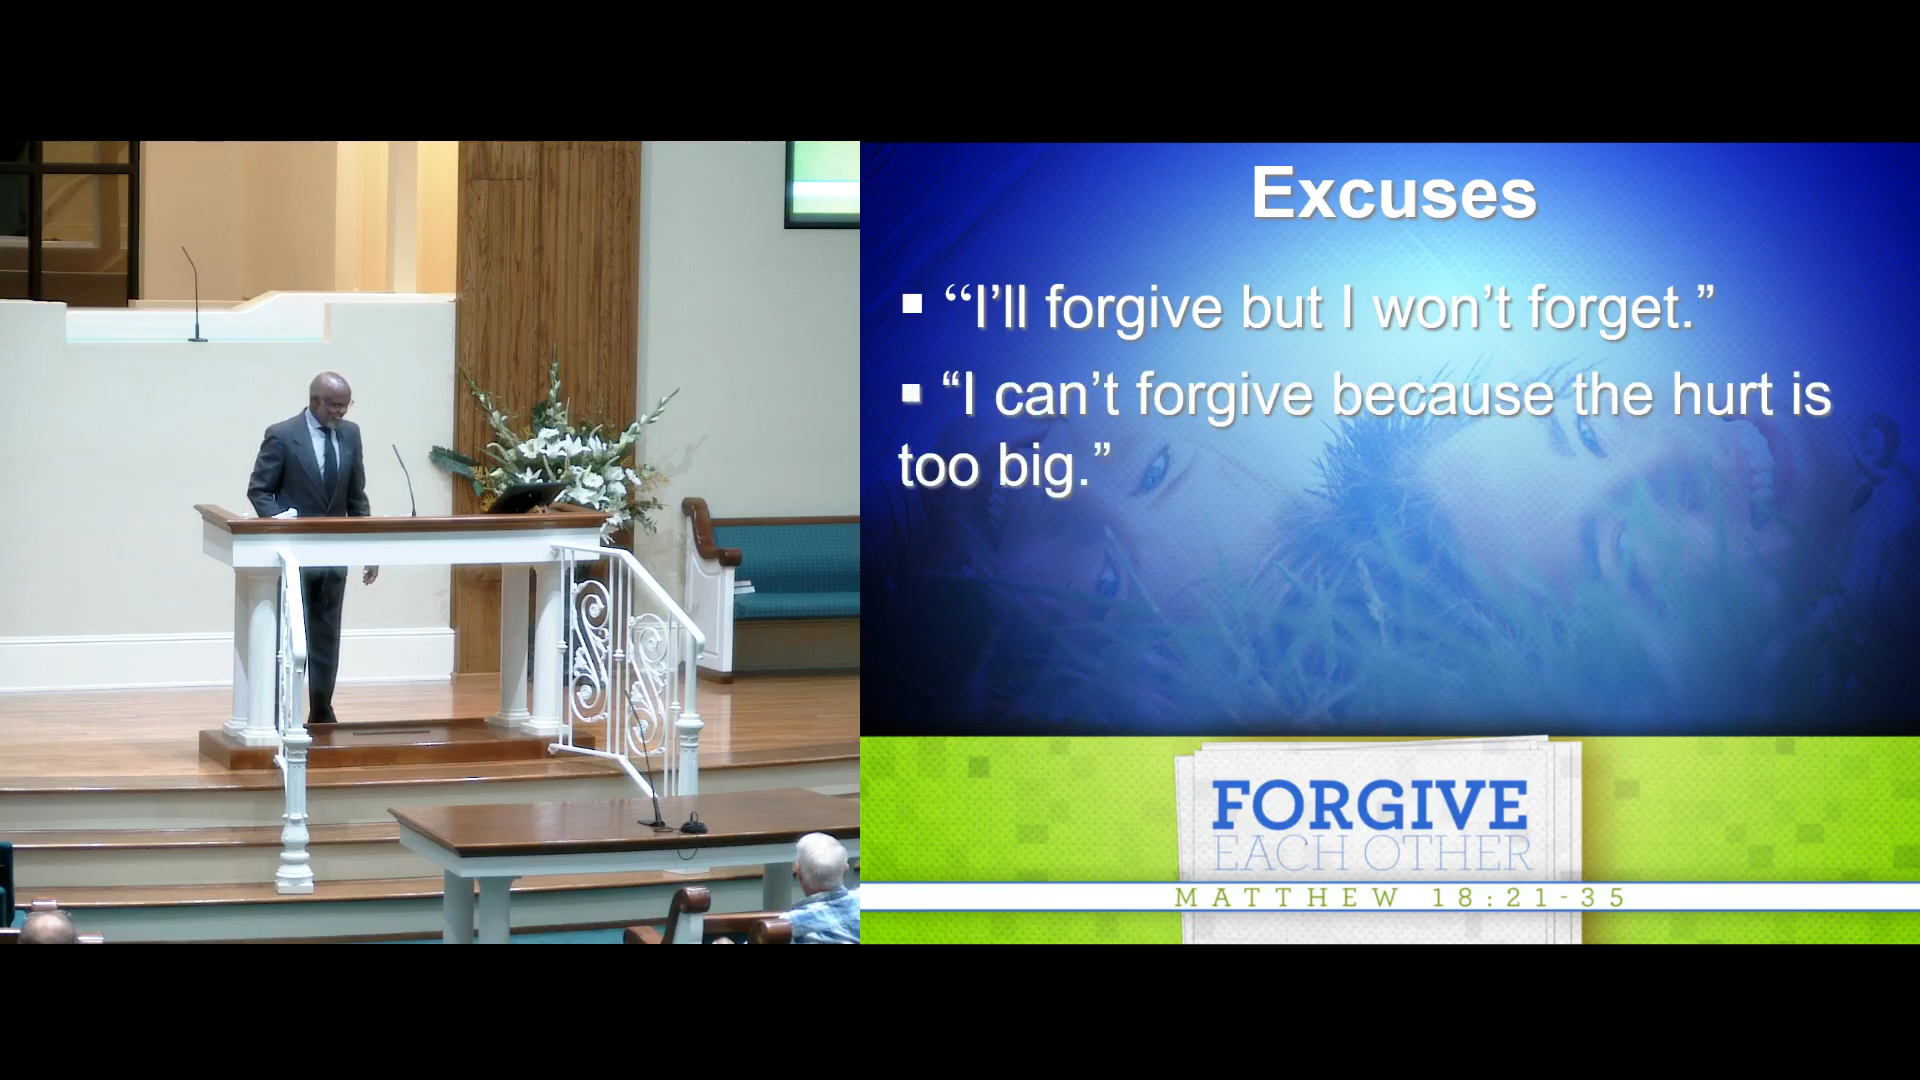 Excuses
▪ “I’ll forgive but I won’t forget.”
▪ “I can’t forgive because the hurt is
too big.”
FORGIVE
EACH OTHER
MATTHEW 18:21-35